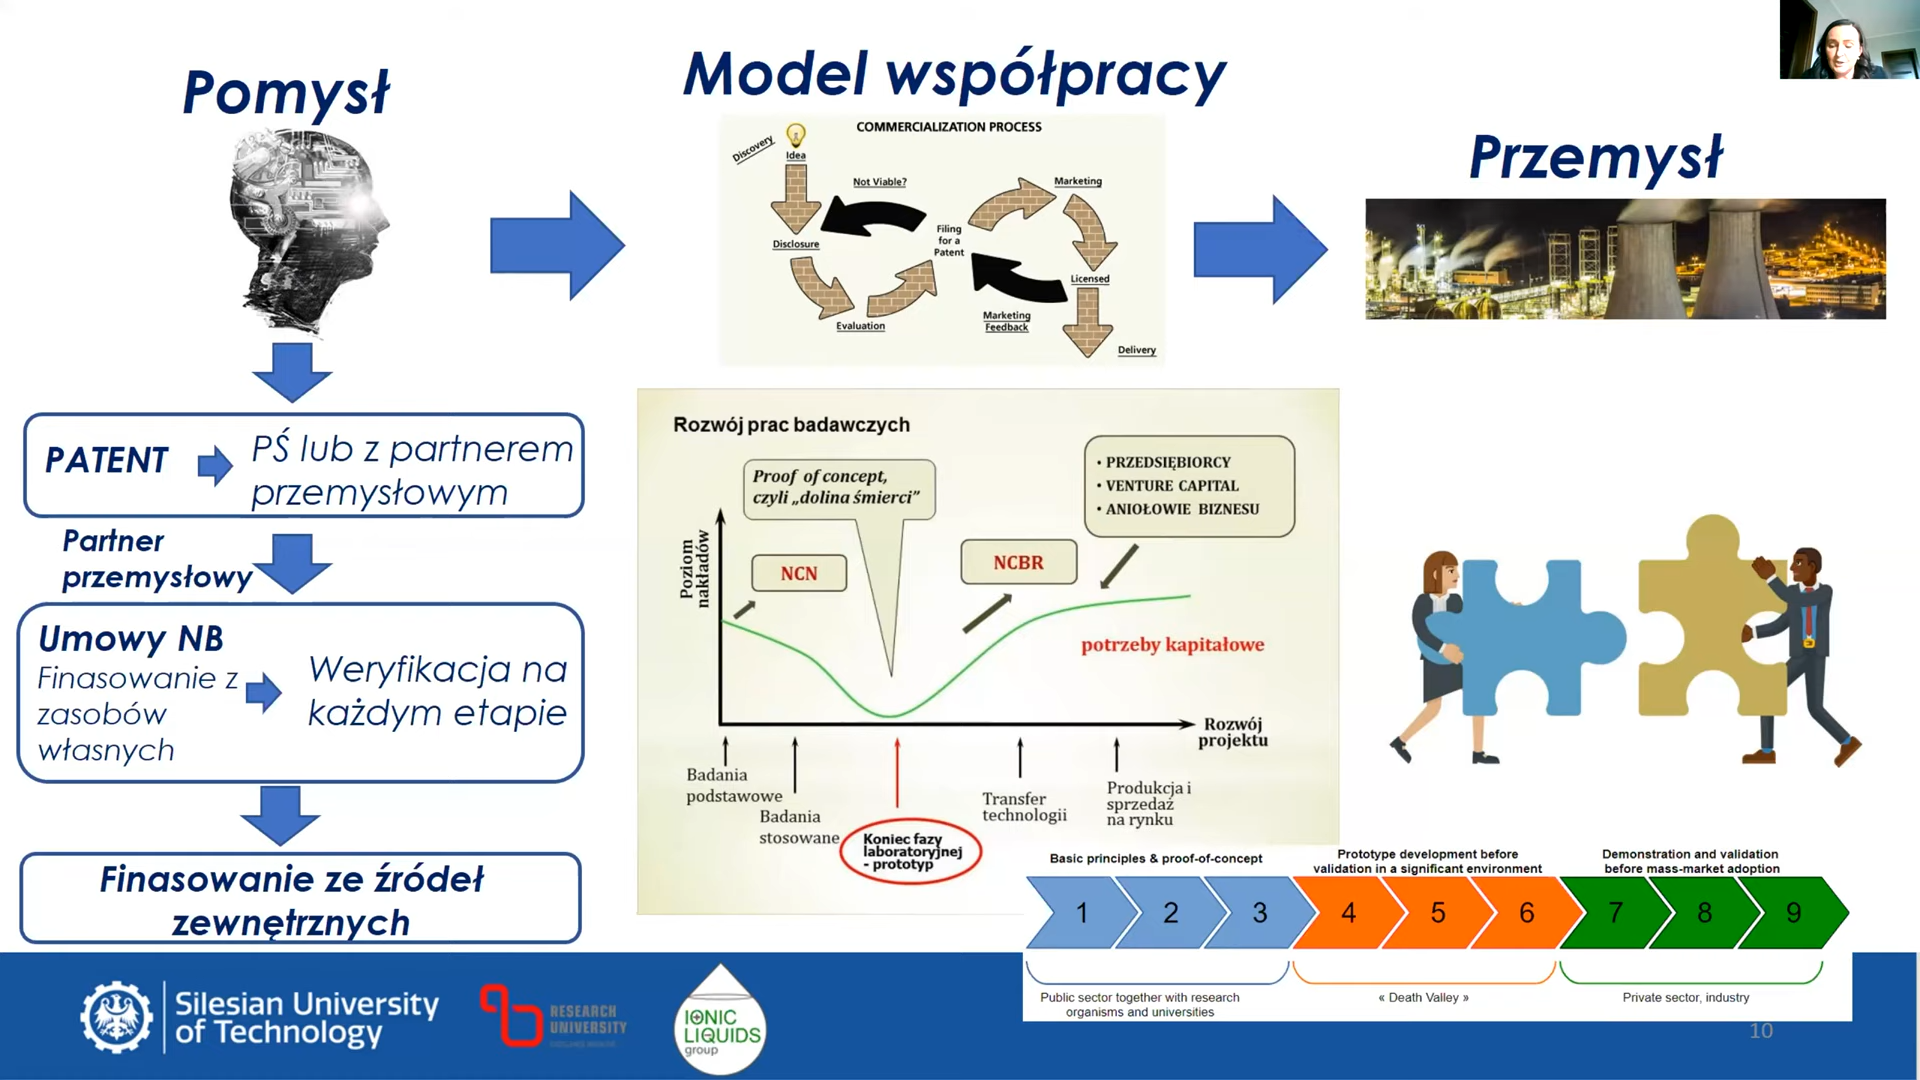 Pomysł
Model współpracy
Przemysł
COMMERCIALIZATION PROCESS
Discovery
Idea
Not Viable?
Marketing
Disclosure
Filing
for a
Patent
Licensed
Evaluation
Marketing
Feedback
Delivery
PATENT
PŚ lub z partnerem
przemysłowym
Partner
przemysłowy
Umowy NB
Finasowanie z
zasobów
własnych
Weryfikacja na
każdym etapie
Finasowanie ze źródeł
zewnętrznych
Rozwój prac badawczych
Proof of concept,
czyli „dolina śmierci”
• PRZEDSIĘBIORCY
• VENTURE CAPITAL
• ANIOŁOWIE BIZNESU
Poziom
nakładów
NCN
NCBR
potrzeby kapitałowe
Rozwój
projektu
Badania
podstawowe
Badania
stosowane
Koniec fazy
laboratoryjnej
- prototyp
Transfer
technologii
Produkcja i
sprzedaż
na rynku
Basic principles & proof-of-concept
Prototype development before
validation in a significant environment
Demonstration and validation
before mass-market adoption
1 2 3 4 5 6 7 8 9
Public sector together with research
organisms and universities
« Death Valley »
Private sector, industry
Silesian University
of Technology
RESEARCH
UNIVERSITY
IONIC
LIQUIDS
group
10